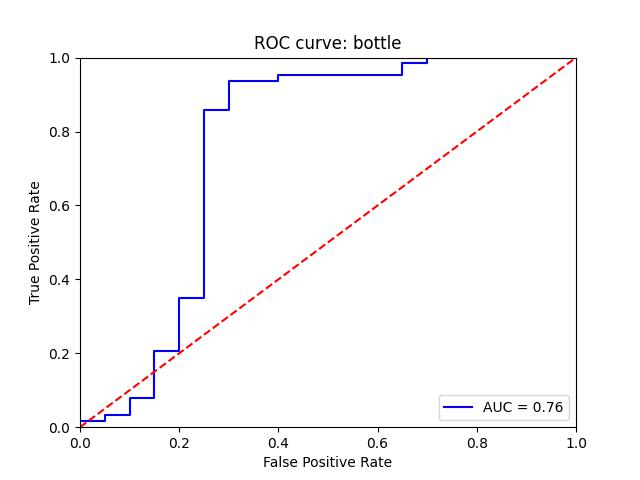 ROC curve: bottle
1.0
0.8
0.6
0.4
0.2
0.0
True Positive Rate
0.0 0.2 0.4 0.6 0.8 1.0
False Positive Rate
AUC = 0.76